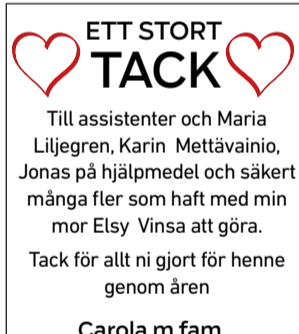 ETT STORT
TACK
Till assistenter och Maria
Liljegren, Karin Mettävainio,
Jonas på hjälpmedel och säkert
många fler som haft med min
mor Elsy Vinsa att göra.
Tack för allt ni gjort för henne
genom åren
Carola m fam